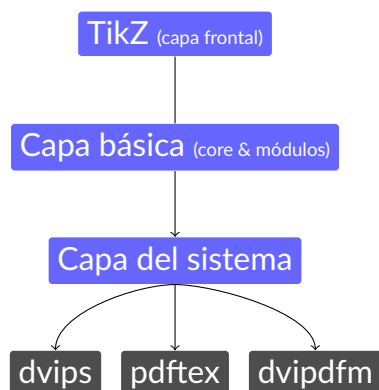 TikZ (capa frontal)
Capa básica (core & módulos)
Capa del sistema
dvips pdftex dvipdfm